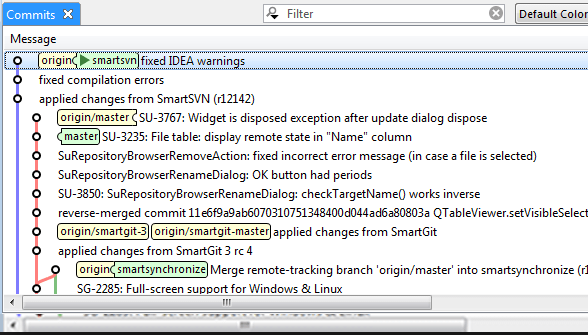 Commits
Filter
Default Color
Message
origin smartsvn fixed IDEA warnings
fixed compilation errors
applied changes from SmartSVN (r12142)
origin/master SU-3767: Widget is disposed exception after update dialog dispose
master SU-3235: File table: display remote state in "Name" column
SuRepositoryBrowserRemoveAction: fixed incorrect error message (in case a file is selected)
SuRepositoryBrowserRenameDialog: OK button had periods
SU-3850: SuRepositoryBrowserRenameDialog: checkTargetName() works inverse
reverse-merged commit 11e6f9a9ab6070310751348400d044ad6a80803a QTableViewer.setVisibleSelect
origin/smartgit-3 origin/smartgit-master applied changes from SmartGit
applied changes from SmartGit 3 rc 4
origin smartsynchronize Merge remote-tracking branch 'origin/master' into smartsynchronize (r1
SG-2285: Full-screen support for Windows & Linux